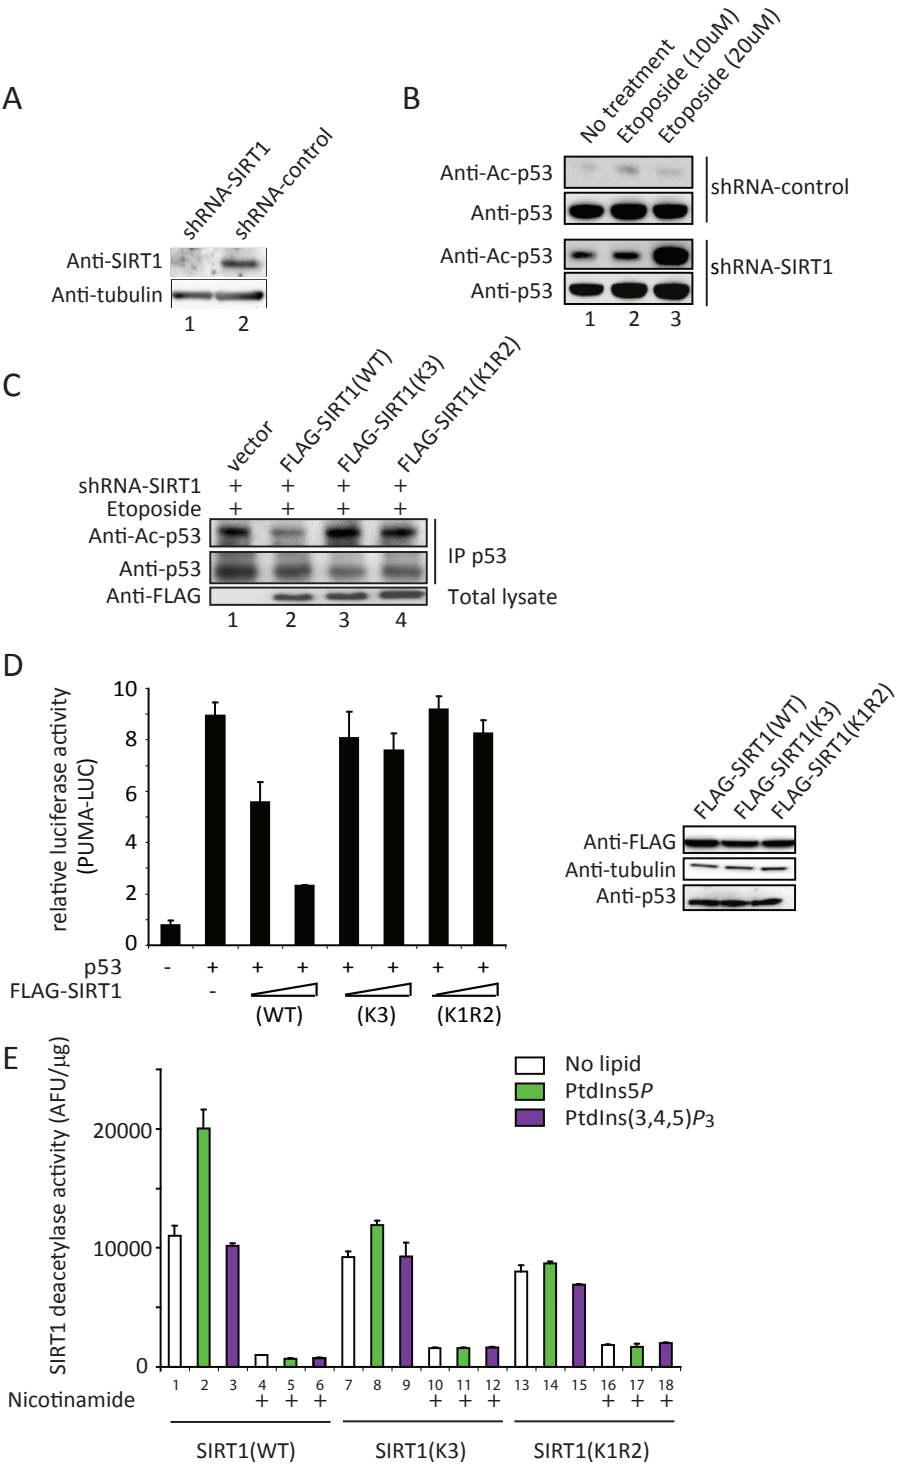 A
shRNA-SIRT1
shRNA-control
Anti-SIRT1
Anti-tubulin
1 2
B
No treatment
Etoposide (10uM)
Etoposide (20uM)
Anti-Ac-p53
Anti-p53
shRNA-control
Anti-Ac-p53
Anti-p53
shRNA-SIRT1
1 2 3
C
vector
FLAG-SIRT1(WT)
FLAG-SIRT1(K3)
FLAG-SIRT1(K1R2)
shRNA-SIRT1 + + + +
Etoposide + + + +
Anti-Ac-p53
Anti-p53
IP p53
Anti-FLAG
Total lysate
1 2 3 4
D
relative luciferase activity
(PUMA-LUC)
10
8
6
4
2
0
p53 - + + + + + + +
FLAG-SIRT1 -
(WT) (K3) (K1R2)
FLAG-SIRT1(WT)
FLAG-SIRT1(K3)
FLAG-SIRT1(K1R2)
Anti-FLAG
Anti-tubulin
Anti-p53
E
SIRT1 deacetylase activity (AFU/µg)
No lipid
PtdIns5P
PtdIns(3,4,5)P3
20000
10000
0
1 2 3 4 5 6 7 8 9 10 11 12 13 14 15 16 17 18
Nicotinamide + + + + + + + + +
SIRT1(WT) SIRT1(K3) SIRT1(K1R2)